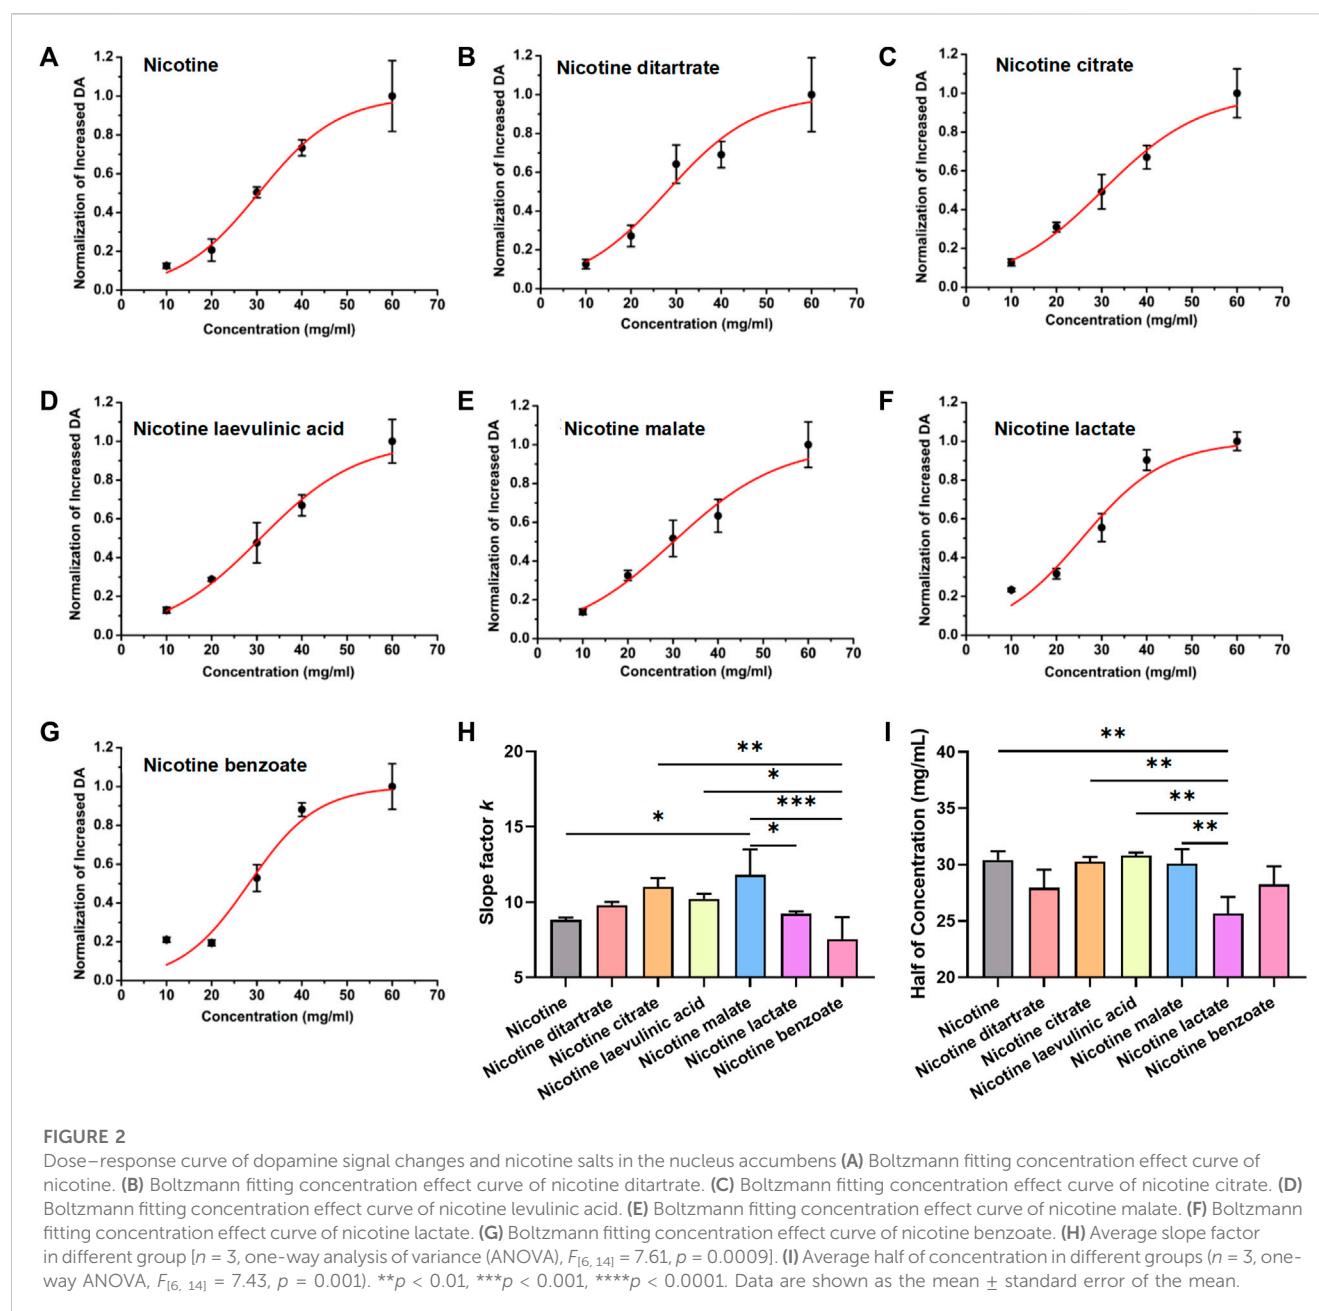 A
Nicotine
Normalization of Increased DA
1.2
1.0
0.8
0.6
0.4
0.2
0.0
0 10 20 30 40 50 60 70
Concentration (mg/ml)
B
Nicotine ditartrate
Normalization of Increased DA
1.2
1.0
0.8
0.6
0.4
0.2
0.0
0 10 20 30 40 50 60 70
Concentration (mg/ml)
C
Nicotine citrate
Normalization of Increased DA
1.2
1.0
0.8
0.6
0.4
0.2
0.0
0 10 20 30 40 50 60 70
Concentration (mg/ml)
D
Nicotine laevulinic acid
Normalization of Increased DA
1.2
1.0
0.8
0.6
0.4
0.2
0.0
0 10 20 30 40 50 60 70
Concentration (mg/ml)
E
Nicotine malate
Normalization of Increased DA
1.2
1.0
0.8
0.6
0.4
0.2
0.0
0 10 20 30 40 50 60 70
Concentration (mg/ml)
F
Nicotine lactate
Normalization of Increased DA
1.2
1.0
0.8
0.6
0.4
0.2
0.0
0 10 20 30 40 50 60 70
Concentration (mg/ml)
G
Nicotine benzoate
Normalization of Increased DA
1.2
1.0
0.8
0.6
0.4
0.2
0.0
0 10 20 30 40 50 60 70
Concentration (mg/ml)
H
Slope factor k
20
15
10
5
**
*
***
*
*
Nicotine
Nicotine ditartrate
Nicotine citrate
Nicotine laevulinic acid
Nicotine malate
Nicotine lactate
Nicotine benzoate
I
Half of Concentration (mg/mL)
40
35
30
25
20
**
**
**
**
Nicotine
Nicotine ditartrate
Nicotine citrate
Nicotine laevulinic acid
Nicotine malate
Nicotine lactate
Nicotine benzoate
FIGURE 2
Dose–response curve of dopamine signal changes and nicotine salts in the nucleus accumbens (A) Boltzmann fitting concentration effect curve of
nicotine. (B) Boltzmann fitting concentration effect curve of nicotine ditartrate. (C) Boltzmann fitting concentration effect curve of nicotine citrate. (D)
Boltzmann fitting concentration effect curve of nicotine levulinic acid. (E) Boltzmann fitting concentration effect curve of nicotine malate. (F) Boltzmann
fitting concentration effect curve of nicotine lactate. (G) Boltzmann fitting concentration effect curve of nicotine benzoate. (H) Average slope factor
in different group [n = 3, one-way analysis of variance (ANOVA), F[6, 14] = 7.61, p = 0.0009]. (I) Average half of concentration in different groups (n = 3, one-
way ANOVA, F[6, 14] = 7.43, p = 0.001). **p < 0.01, ***p < 0.001, ****p < 0.0001. Data are shown as the mean ± standard error of the mean.